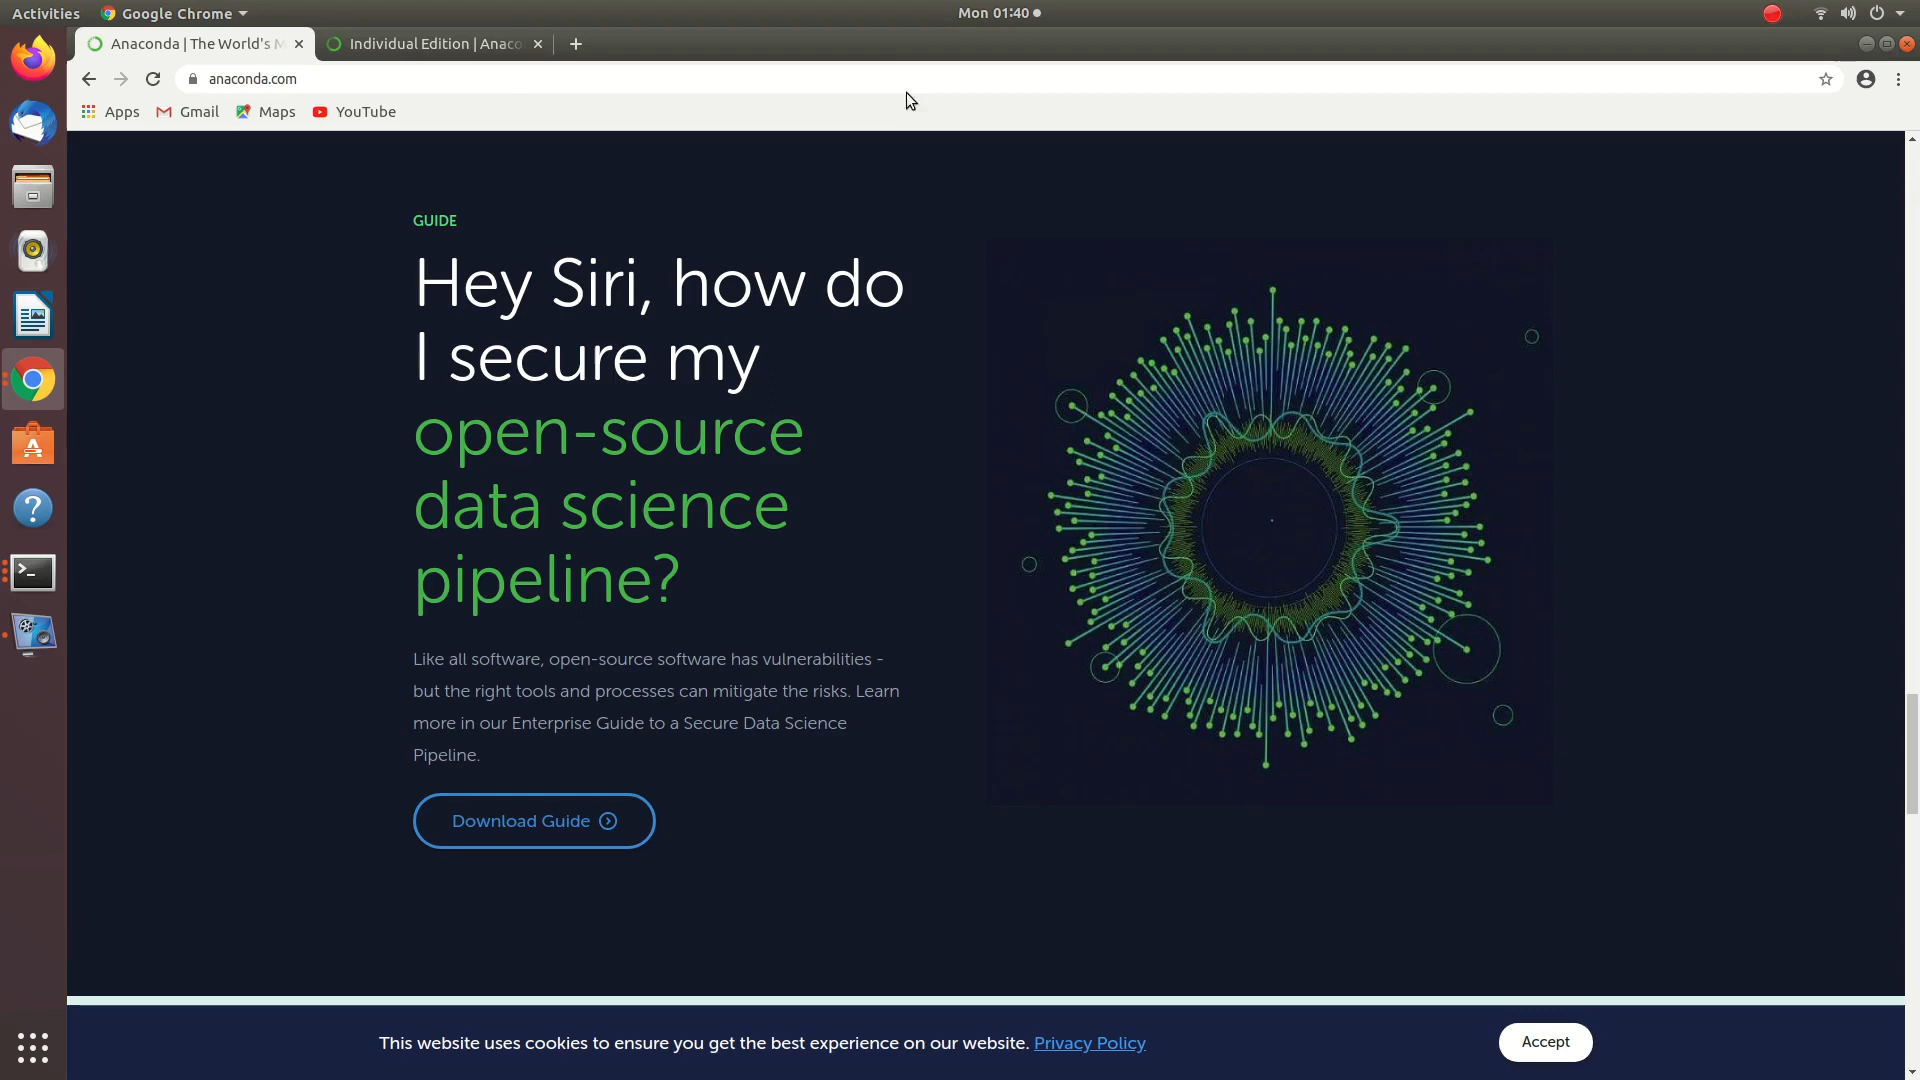 Activities
Google Chrome
Mon 01:40
Anaconda | The World's M
Individual Edition | Anaco
anaconda.com
Apps
Gmail
Maps
YouTube
GUIDE
Hey Siri, how do
I secure my
open-source
data science
pipeline?
Like all software, open-source software has vulnerabilities -
but the right tools and processes can mitigate the risks. Learn
more in our Enterprise Guide to a Secure Data Science
Pipeline.
Download Guide
This website uses cookies to ensure you get the best experience on our website. Privacy Policy
Accept